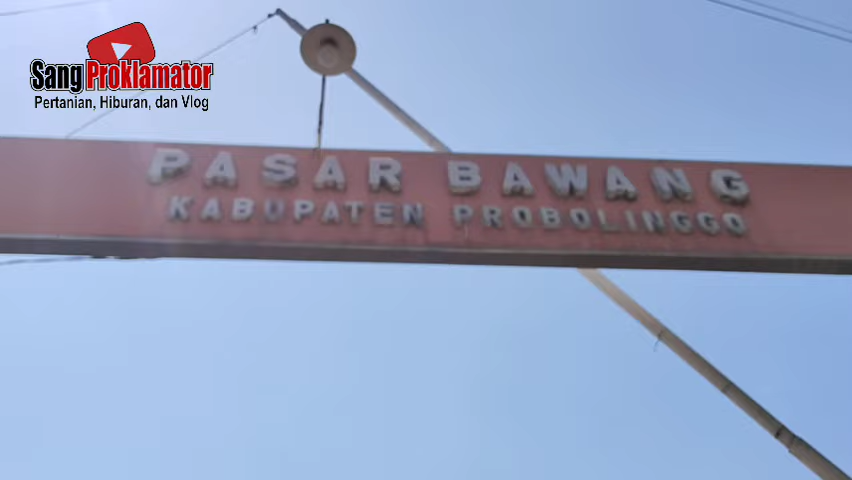 Sang Proklamator
Pertanian, Hiburan, dan Vlog
PASAR BAWANG
KABUPATEN PROBOLINGGO